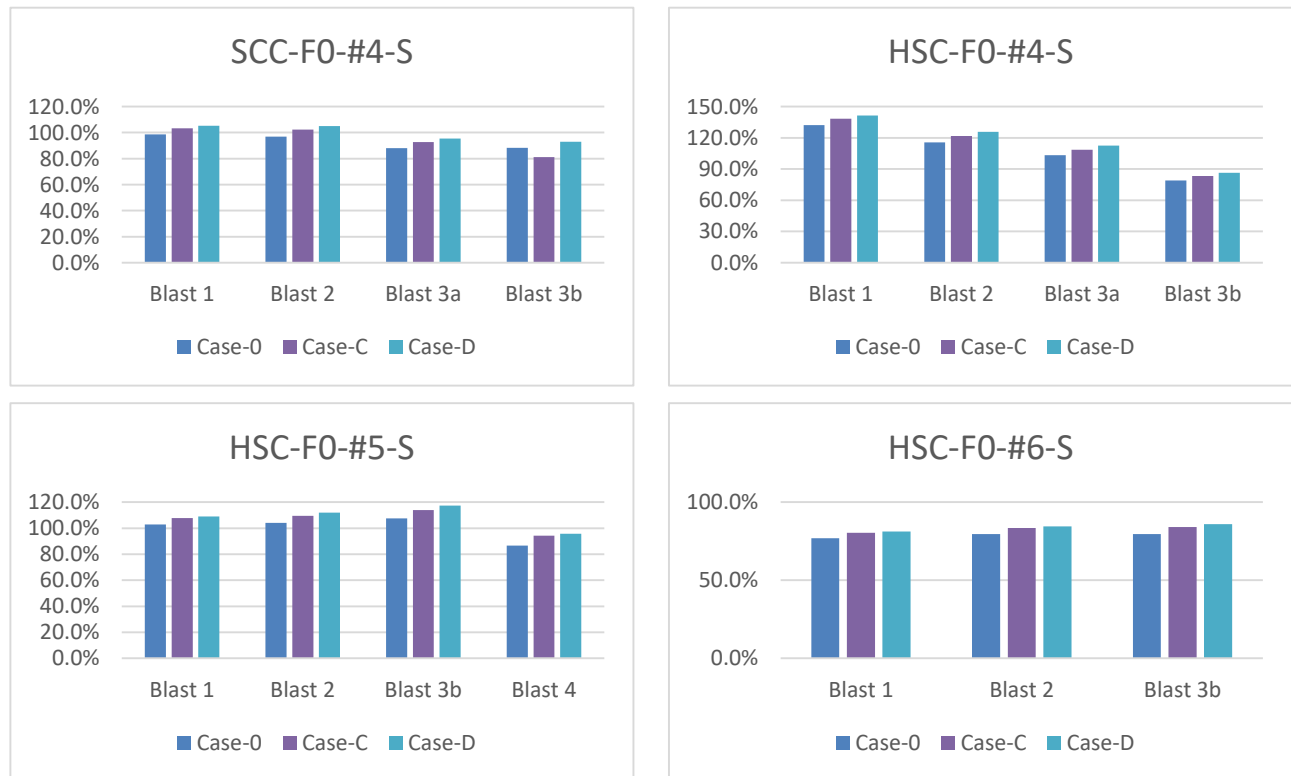 SCC-F0-#4-S
120.0%
100.0%
80.0%
60.0%
40.0%
20.0%
0.0%
Blast 1 Blast 2 Blast 3a Blast 3b
Case-0 Case-C Case-D
HSC-F0-#4-S
150.0%
120.0%
90.0%
60.0%
30.0%
0.0%
Blast 1 Blast 2 Blast 3a Blast 3b
Case-0 Case-C Case-D
HSC-F0-#5-S
120.0%
100.0%
80.0%
60.0%
40.0%
20.0%
0.0%
Blast 1 Blast 2 Blast 3b Blast 4
Case-0 Case-C Case-D
HSC-F0-#6-S
100.0%
50.0%
0.0%
Blast 1 Blast 2 Blast 3b
Case-0 Case-C Case-D